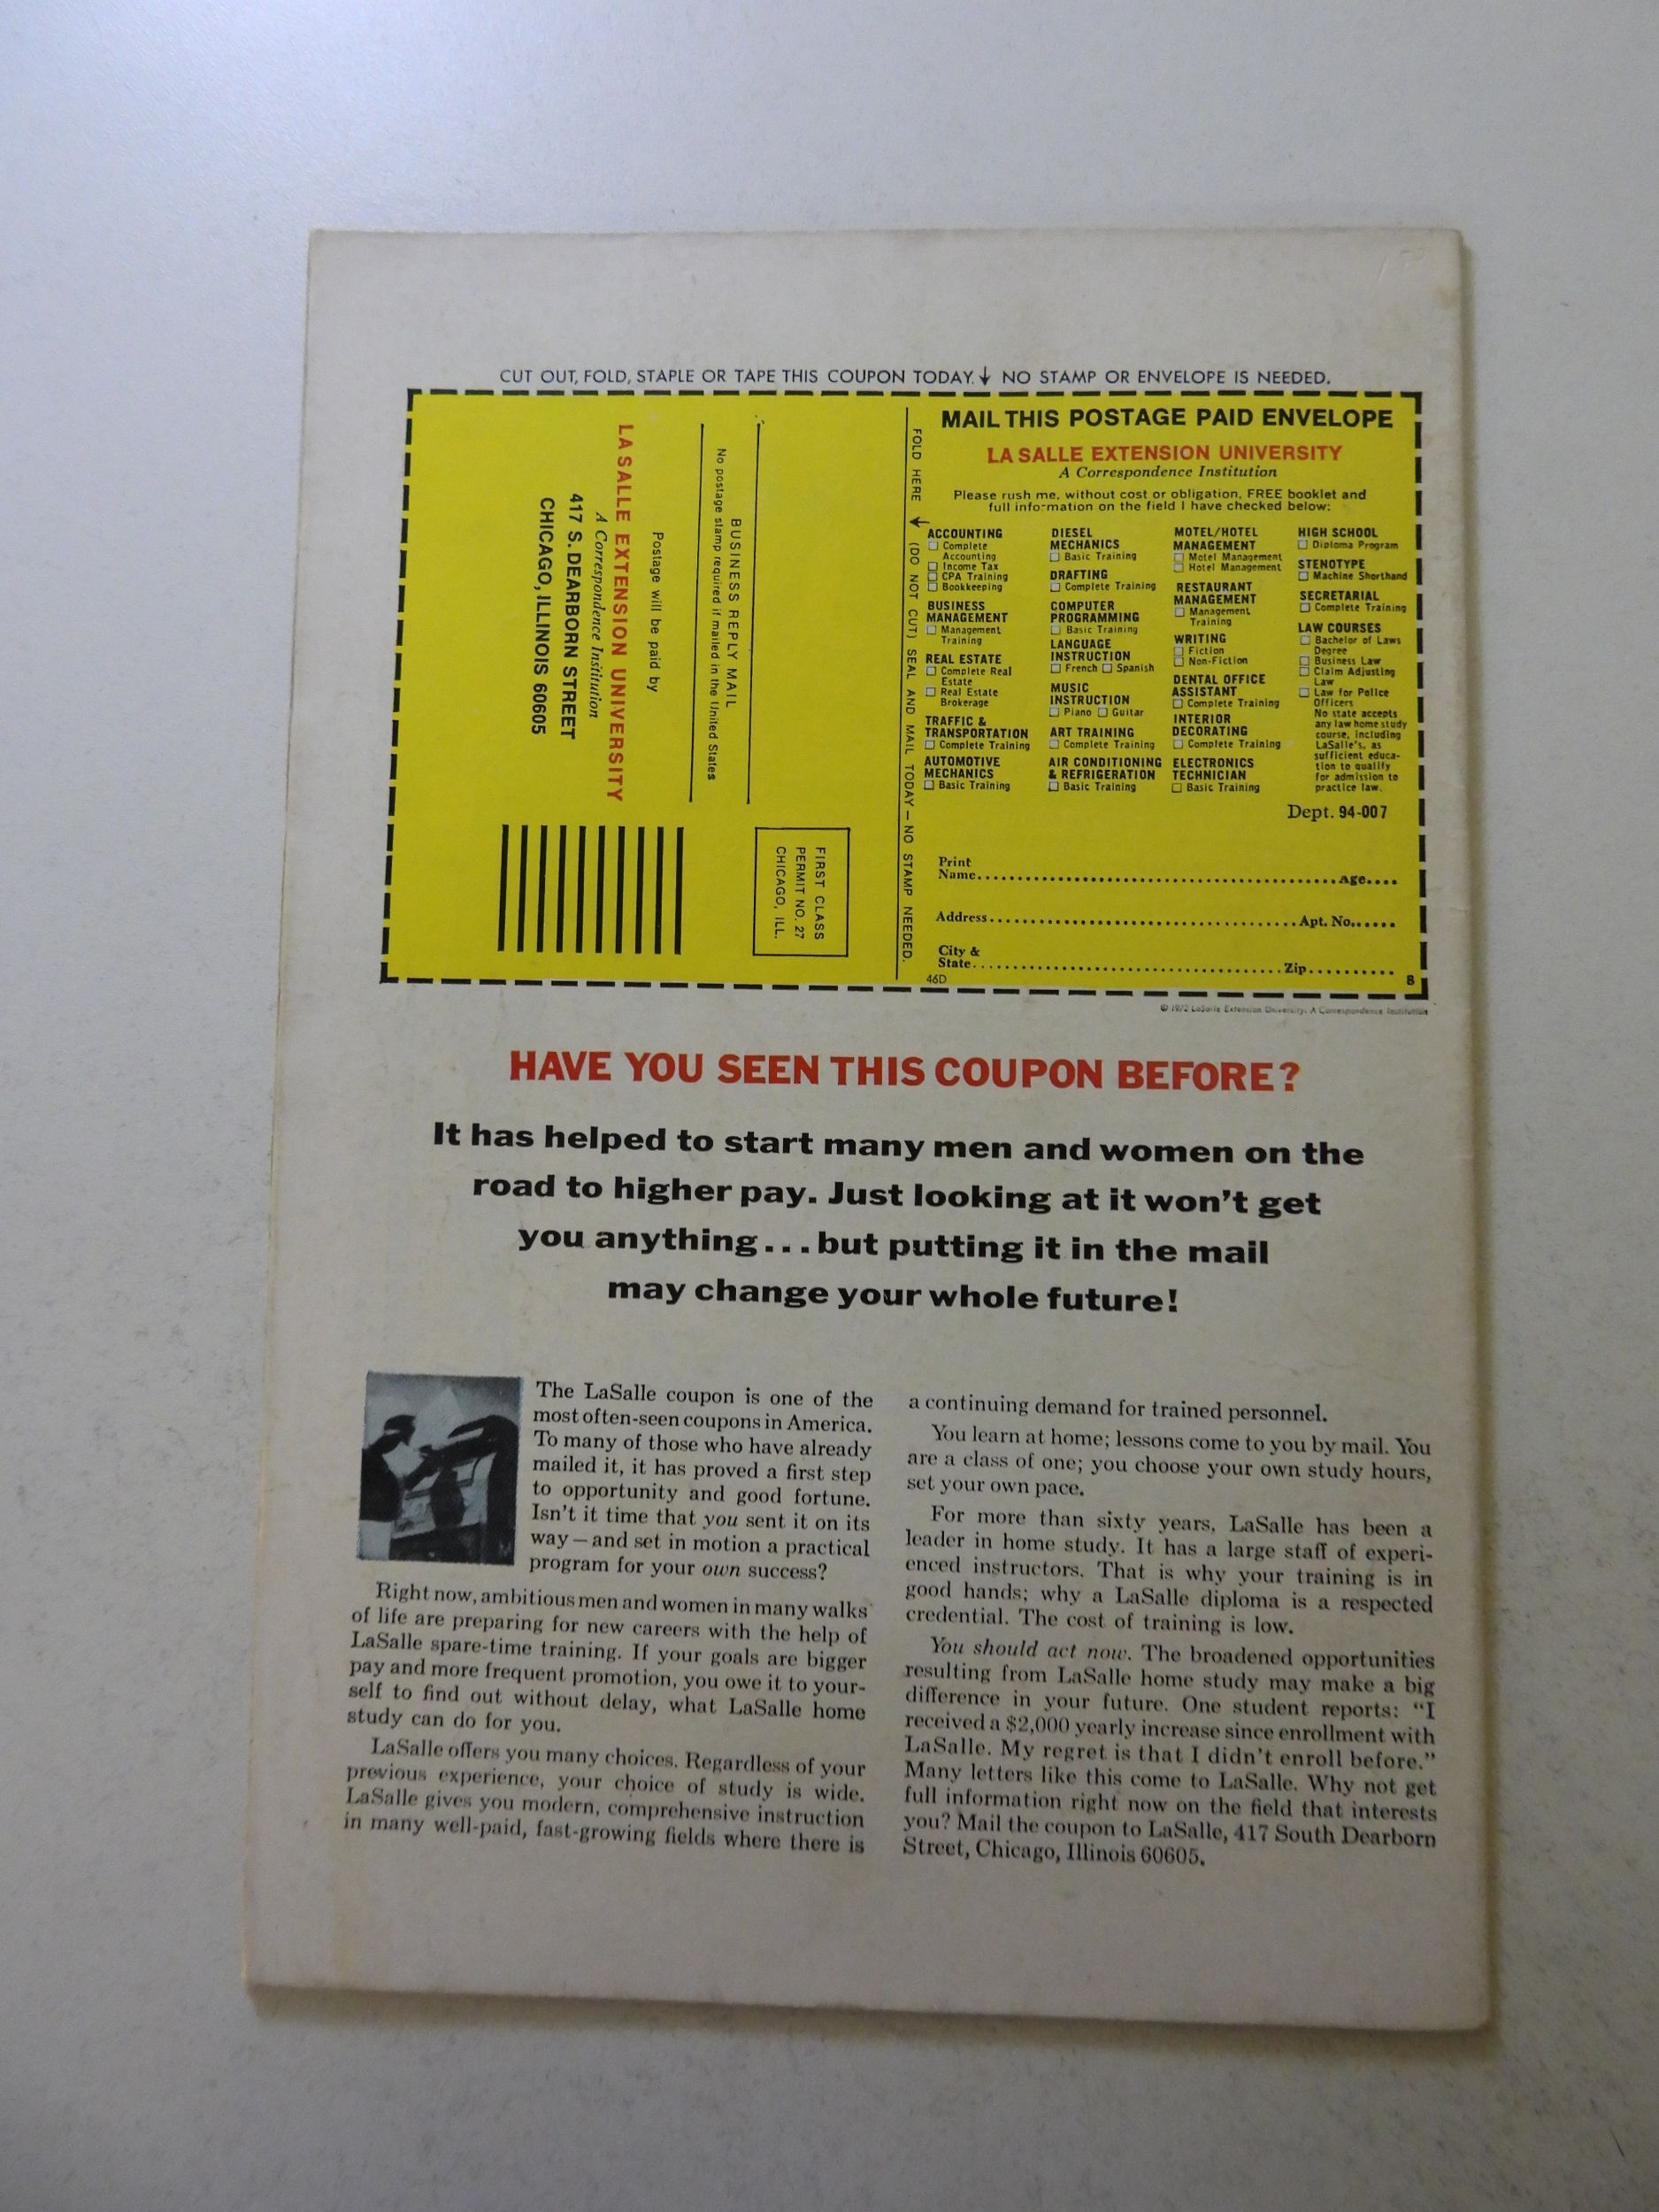 CUT OUT, FOLD, STAPLE OR TAPE THIS COUPON TODAY. ↓ NO STAMP OR ENVELOPE IS NEEDED.
FIRST CLASS
PERMIT NO. 27
CHICAGO, ILL.
BUSINESS REPLY MAIL
No postage stamp required if mailed in the United States
Postage will be paid by
LA SALLE EXTENSION UNIVERSITY
A Correspondence Institution
417 S. DEARBORN STREET
CHICAGO, ILLINOIS 60605
FOLD HERE ↓ (DO NOT CUT) SEAL AND MAIL TODAY — NO STAMP NEEDED.
MAIL THIS POSTAGE PAID ENVELOPE
LA SALLE EXTENSION UNIVERSITY
A Correspondence Institution
Please rush me, without cost or obligation, FREE booklet and
full information on the field I have checked below:
ACCOUNTING
☐ Complete
Accounting
☐ Income Tax
☐ CPA Training
☐ Bookkeeping
BUSINESS
MANAGEMENT
☐ Management
Training
REAL ESTATE
☐ Complete Real
Estate
☐ Real Estate
Brokerage
TRAFFIC &
TRANSPORTATION
☐ Complete Training
AUTOMOTIVE
MECHANICS
☐ Basic Training
DIESEL
MECHANICS
☐ Basic Training
DRAFTING
☐ Complete Training
COMPUTER
PROGRAMMING
☐ Basic Training
LANGUAGE
INSTRUCTION
☐ French ☐ Spanish
MUSIC
INSTRUCTION
☐ Piano ☐ Guitar
ART TRAINING
☐ Complete Training
AIR CONDITIONING
& REFRIGERATION
☐ Basic Training
MOTEL/HOTEL
MANAGEMENT
☐ Motel Management
☐ Hotel Management
RESTAURANT
MANAGEMENT
☐ Management
Training
WRITING
☐ Fiction
☐ Non-Fiction
DENTAL OFFICE
ASSISTANT
☐ Complete Training
INTERIOR
DECORATING
☐ Complete Training
ELECTRONICS
TECHNICIAN
☐ Basic Training
HIGH SCHOOL
☐ Diploma Program
STENOTYPE
☐ Machine Shorthand
SECRETARIAL
☐ Complete Training
LAW COURSES
☐ Bachelor of Laws
Degree
☐ Business Law
☐ Claim Adjusting
Law
☐ Law for Police
Officers
No state accepts
any law home study
course, including
LaSalle's, as
sufficient educa-
tion to qualify
for admission to
practice law.
Dept. 94-007
Print
Name.................................................Age....
Address..........................................Apt. No......
City &
State...........................................Zip..........
46D B
© 1972 LaSalle Extension University. A Correspondence Institution
HAVE YOU SEEN THIS COUPON BEFORE?
It has helped to start many men and women on the
road to higher pay. Just looking at it won't get
you anything...but putting it in the mail
may change your whole future!
The LaSalle coupon is one of the
most often-seen coupons in America.
To many of those who have already
mailed it, it has proved a first step
to opportunity and good fortune.
Isn't it time that you sent it on its
way—and set in motion a practical
program for your own success?
Right now, ambitious men and women in many walks
of life are preparing for new careers with the help of
LaSalle spare-time training. If your goals are bigger
pay and more frequent promotion, you owe it to your-
self to find out without delay, what LaSalle home
study can do for you.
LaSalle offers you many choices. Regardless of your
previous experience, your choice of study is wide.
LaSalle gives you modern, comprehensive instruction
in many well-paid, fast-growing fields where there is
a continuing demand for trained personnel.
You learn at home; lessons come to you by mail. You
are a class of one; you choose your own study hours,
set your own pace.
For more than sixty years, LaSalle has been a
leader in home study. It has a large staff of experi-
enced instructors. That is why your training is in
good hands; why a LaSalle diploma is a respected
credential. The cost of training is low.
You should act now. The broadened opportunities
resulting from LaSalle home study may make a big
difference in your future. One student reports: "I
received a $2,000 yearly increase since enrollment with
LaSalle. My regret is that I didn't enroll before."
Many letters like this come to LaSalle. Why not get
full information right now on the field that interests
you? Mail the coupon to LaSalle, 417 South Dearborn
Street, Chicago, Illinois 60605.